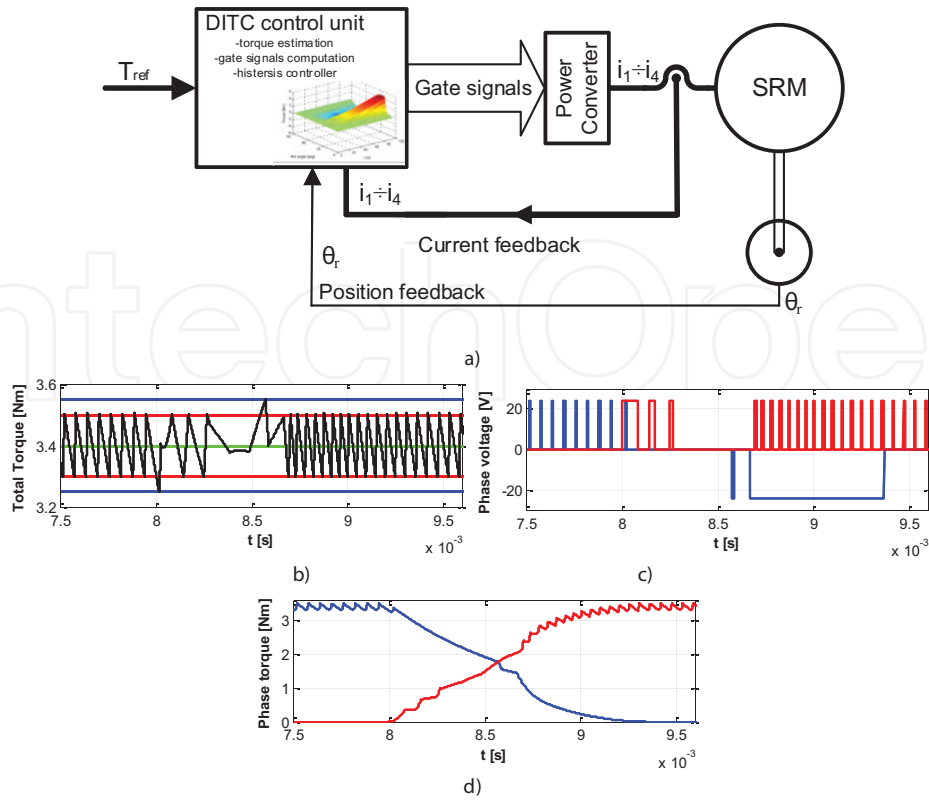 DITC control unit
-torque estimation
-gate signals computation
-histersis controller
T_ref
Gate signals
Power
Converter
i₁÷i₄
SRM
i₁÷i₄
Current feedback
θ_r
Position feedback
θ_r
a)
Total Torque [Nm]
3.6
3.4
3.2
7.5 8 8.5 9 9.5
t [s]
x 10⁻³
b)
Phase voltage [V]
20
0
-20
7.5 8 8.5 9 9.5
t [s]
x 10⁻³
c)
Phase torque [Nm]
3
2
1
0
7.5 8 8.5 9 9.5
t [s]
x 10⁻³
d)